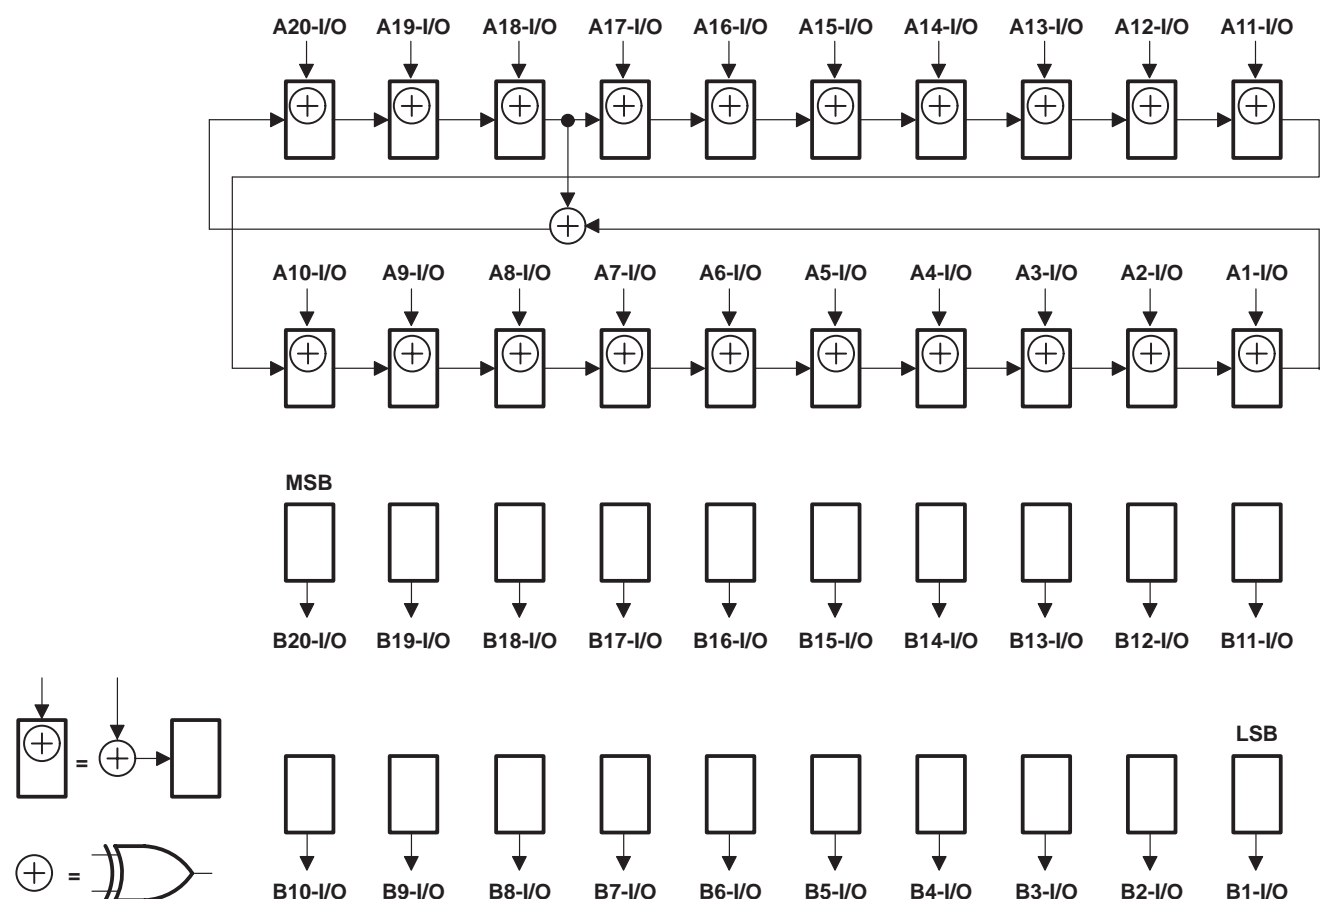 A20-I/O A19-I/O A18-I/O A17-I/O A16-I/O A15-I/O A14-I/O A13-I/O A12-I/O A11-I/O
A10-I/O A9-I/O A8-I/O A7-I/O A6-I/O A5-I/O A4-I/O A3-I/O A2-I/O A1-I/O
MSB
B20-I/O B19-I/O B18-I/O B17-I/O B16-I/O B15-I/O B14-I/O B13-I/O B12-I/O B11-I/O
LSB
=
=
B10-I/O B9-I/O B8-I/O B7-I/O B6-I/O B5-I/O B4-I/O B3-I/O B2-I/O B1-I/O